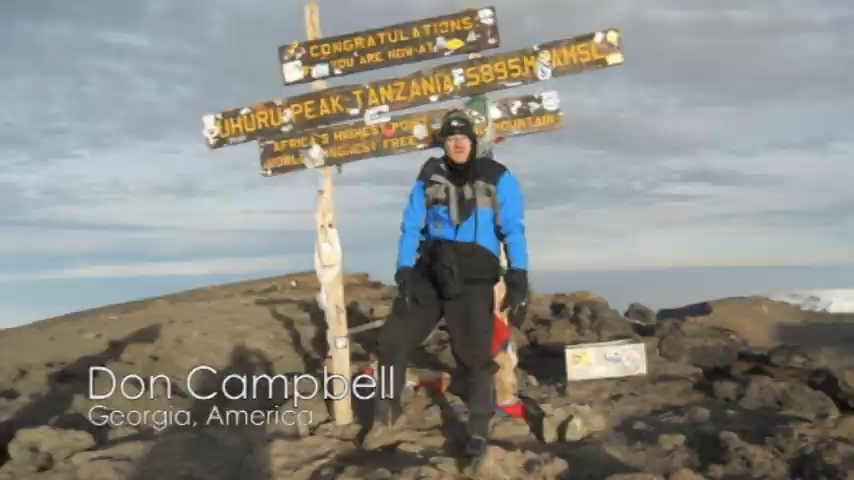 CONGRATULATIONS
YOU ARE NOW AT
UHURU PEAK TANZANIA 5895M AMSL
AFRICA'S HIGHEST POINT
WORLD'S HIGHEST FREE MOUNTAIN
Don Campbell
Georgia, America